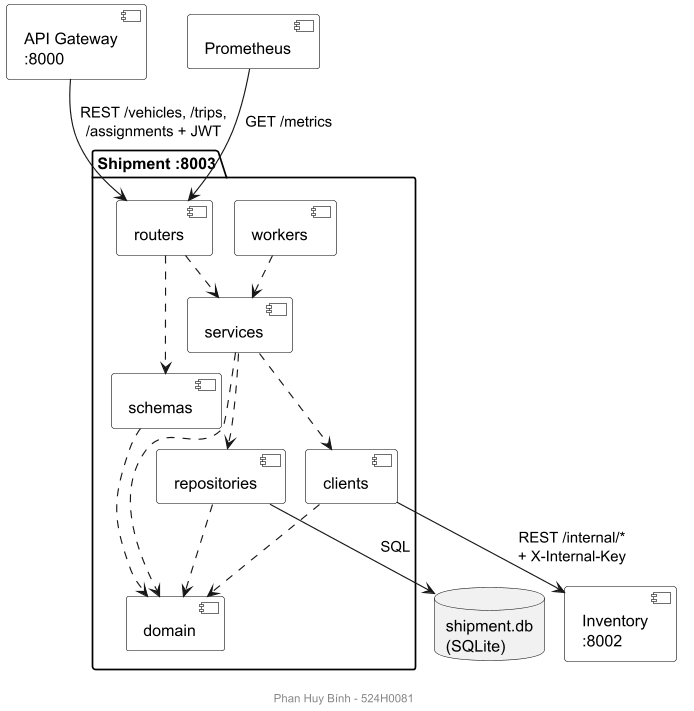 API Gateway
:8000
Prometheus
REST /vehicles, /trips,
/assignments + JWT
GET /metrics
Shipment :8003
routers
workers
services
schemas
repositories
clients
REST /internal/*
+ X-Internal-Key
SQL
domain
shipment.db
(SQLite)
Inventory
:8002
Phan Huy Bính - 524H0081